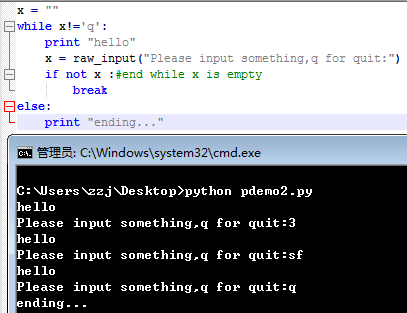 x = ""
while x!='q':
    print "hello"
    x = raw_input("Please input something,q for quit:")
    if not x :#end while x is empty
        break
else:
    print "ending..."
管理员: C:\Windows\system32\cmd.exe
C:\Users\zzj\Desktop>python pdemo2.py
hello
Please input something,q for quit:3
hello
Please input something,q for quit:sf
hello
Please input something,q for quit:q
ending...